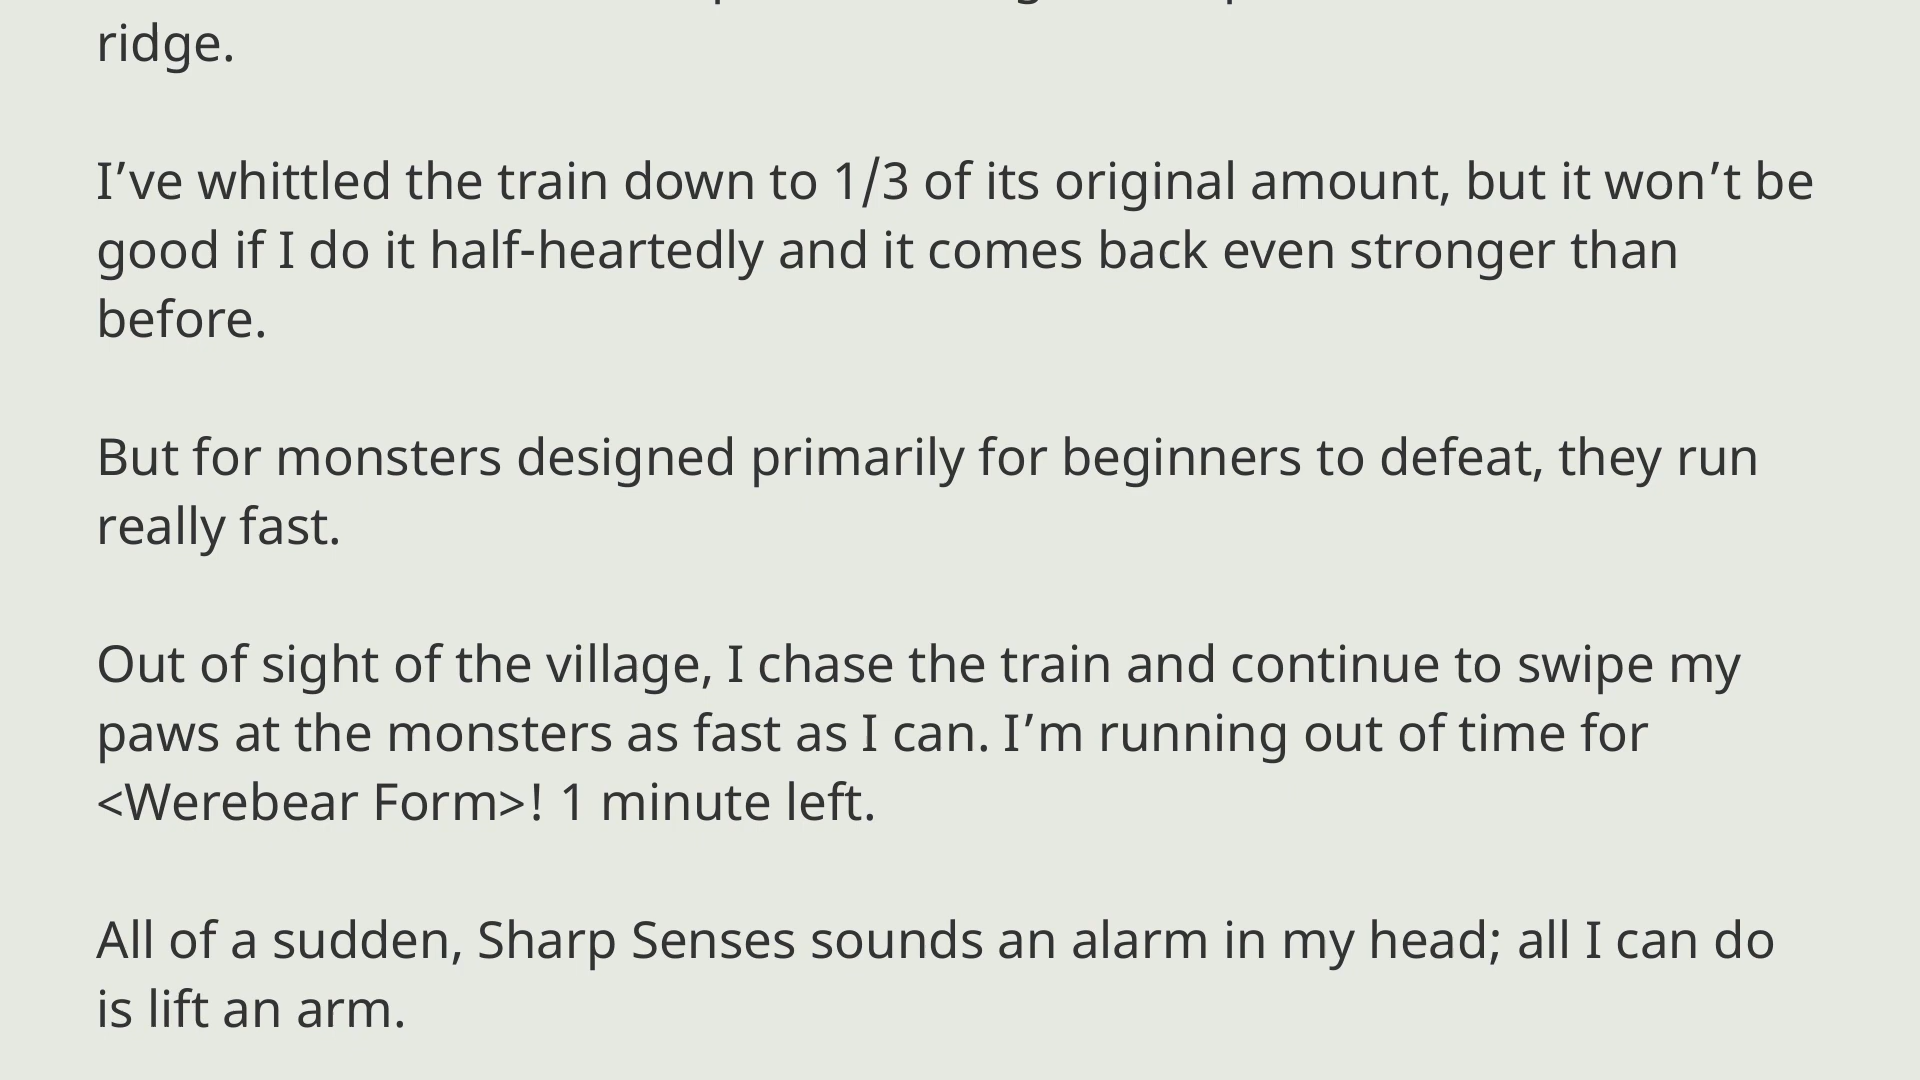 ridge.
I’ve whittled the train down to 1/3 of its original amount, but it won’t be
good if I do it half-heartedly and it comes back even stronger than
before.
But for monsters designed primarily for beginners to defeat, they run
really fast.
Out of sight of the village, I chase the train and continue to swipe my
paws at the monsters as fast as I can. I’m running out of time for
<Werebear Form>! 1 minute left.
All of a sudden, Sharp Senses sounds an alarm in my head; all I can do
is lift an arm.